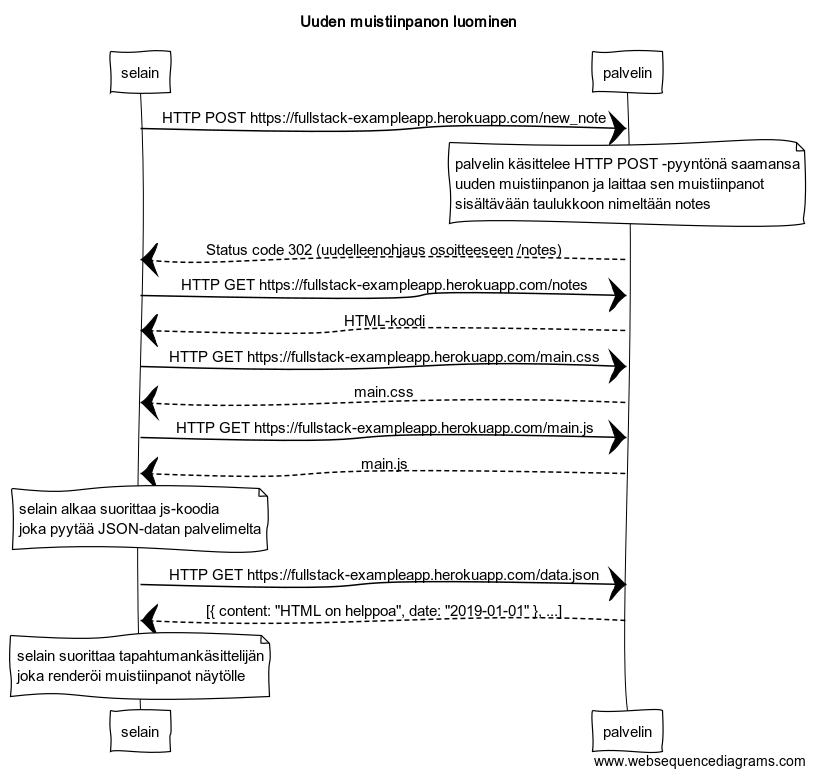 Uuden muistiinpanon luominen
selain
palvelin
HTTP POST https://fullstack-exampleapp.herokuapp.com/new_note
palvelin käsittelee HTTP POST -pyyntönä saamansa
uuden muistiinpanon ja laittaa sen muistiinpanot
sisältävään taulukkoon nimeltään notes
Status code 302 (uudelleenohjaus osoitteeseen /notes)
HTTP GET https://fullstack-exampleapp.herokuapp.com/notes
HTML-koodi
HTTP GET https://fullstack-exampleapp.herokuapp.com/main.css
main.css
HTTP GET https://fullstack-exampleapp.herokuapp.com/main.js
main.js
selain alkaa suorittaa js-koodia
joka pyytää JSON-datan palvelimelta
HTTP GET https://fullstack-exampleapp.herokuapp.com/data.json
[{ content: "HTML on helppoa", date: "2019-01-01" }, ...]
selain suorittaa tapahtumankäsittelijän
joka renderöi muistiinpanot näytölle
selain
palvelin
www.websequencediagrams.com